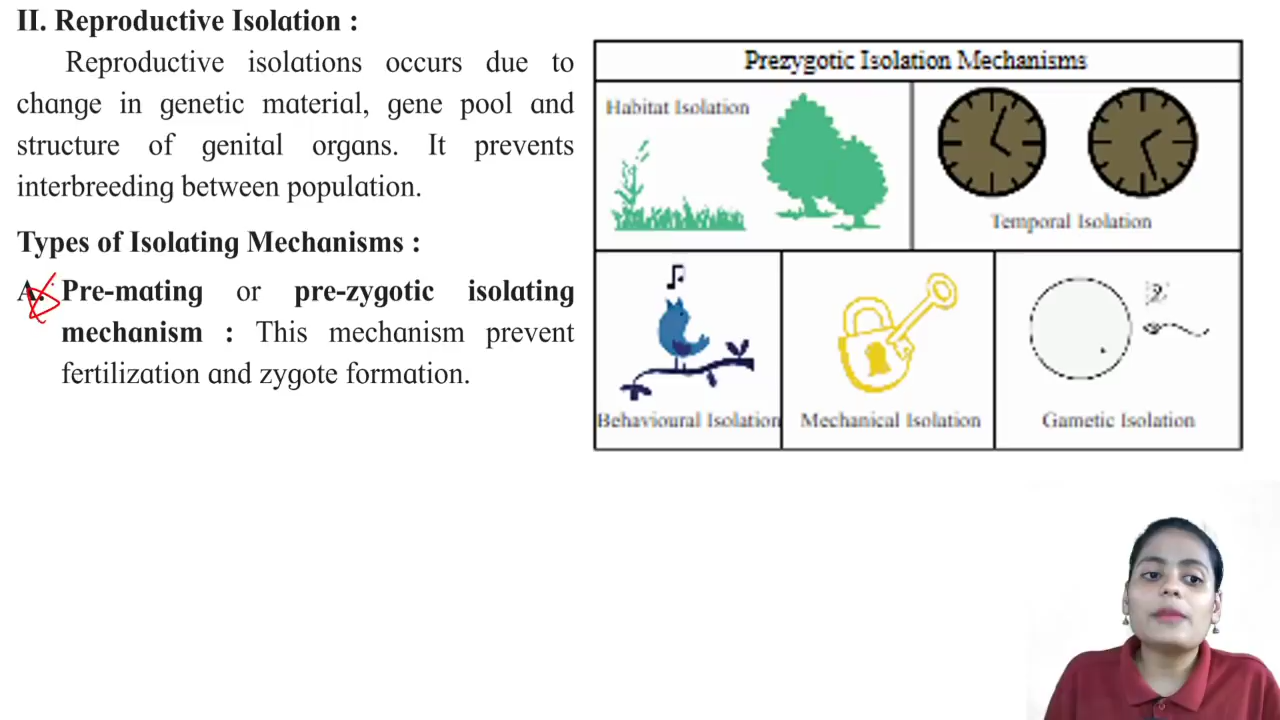 II. Reproductive Isolation :
Reproductive isolations occurs due to
change in genetic material, gene pool and
structure of genital organs. It prevents
interbreeding between population.
Types of Isolating Mechanisms :
A. Pre-mating or pre-zygotic isolating
mechanism : This mechanism prevent
fertilization and zygote formation.
Prezygotic Isolation Mechanisms
Habitat Isolation
Temporal Isolation
Behavioural Isolation
Mechanical Isolation
Gametic Isolation